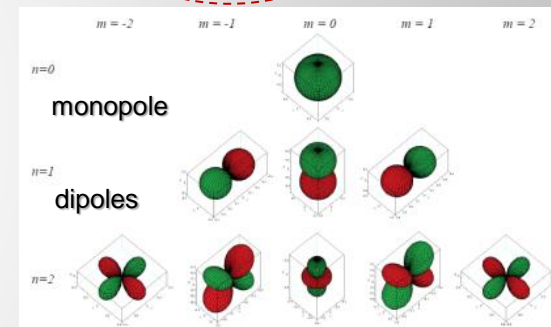 m = -2 m = -1 m = 0 m = 1 m = 2
n=0
monopole
n=1
dipoles
n=2